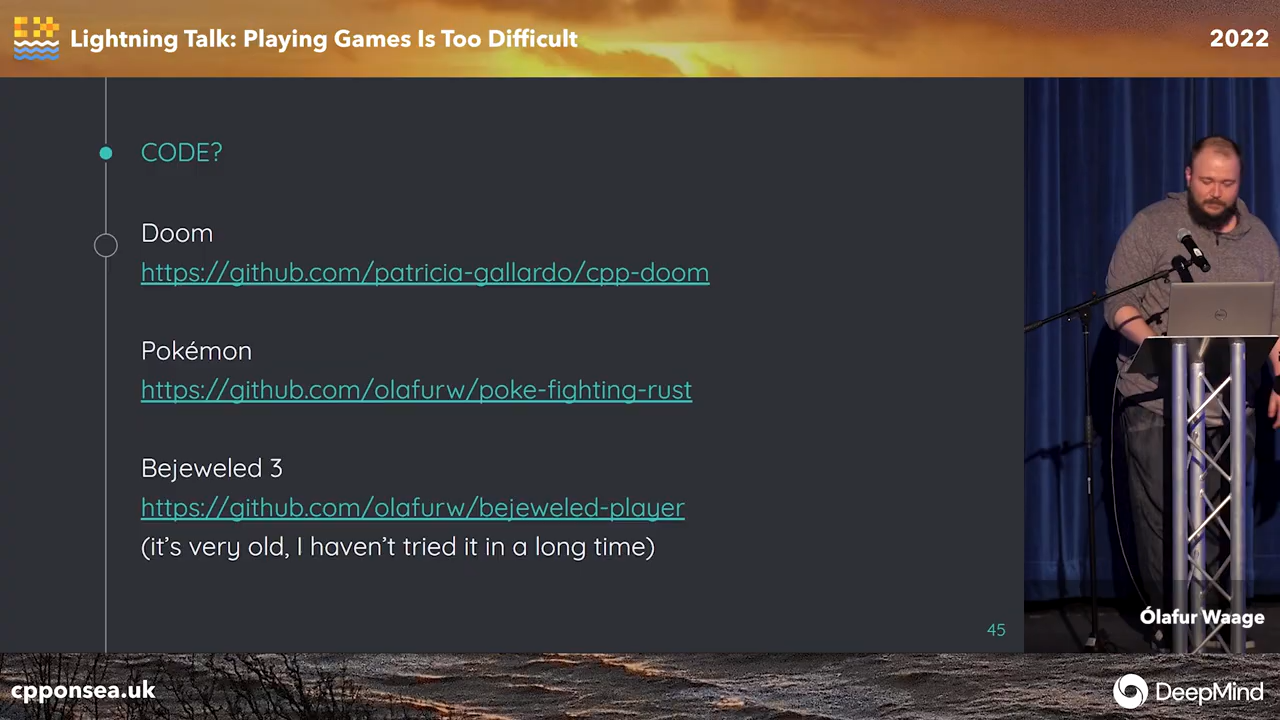 Lightning Talk: Playing Games Is Too Difficult
2022
CODE?
Doom
https://github.com/patricia-gallardo/cpp-doom
Pokémon
https://github.com/olafurw/poke-fighting-rust
Bejeweled 3
https://github.com/olafurw/bejeweled-player
(it's very old, I haven't tried it in a long time)
45
Ólafur Waage
cpponsea.uk
DeepMind